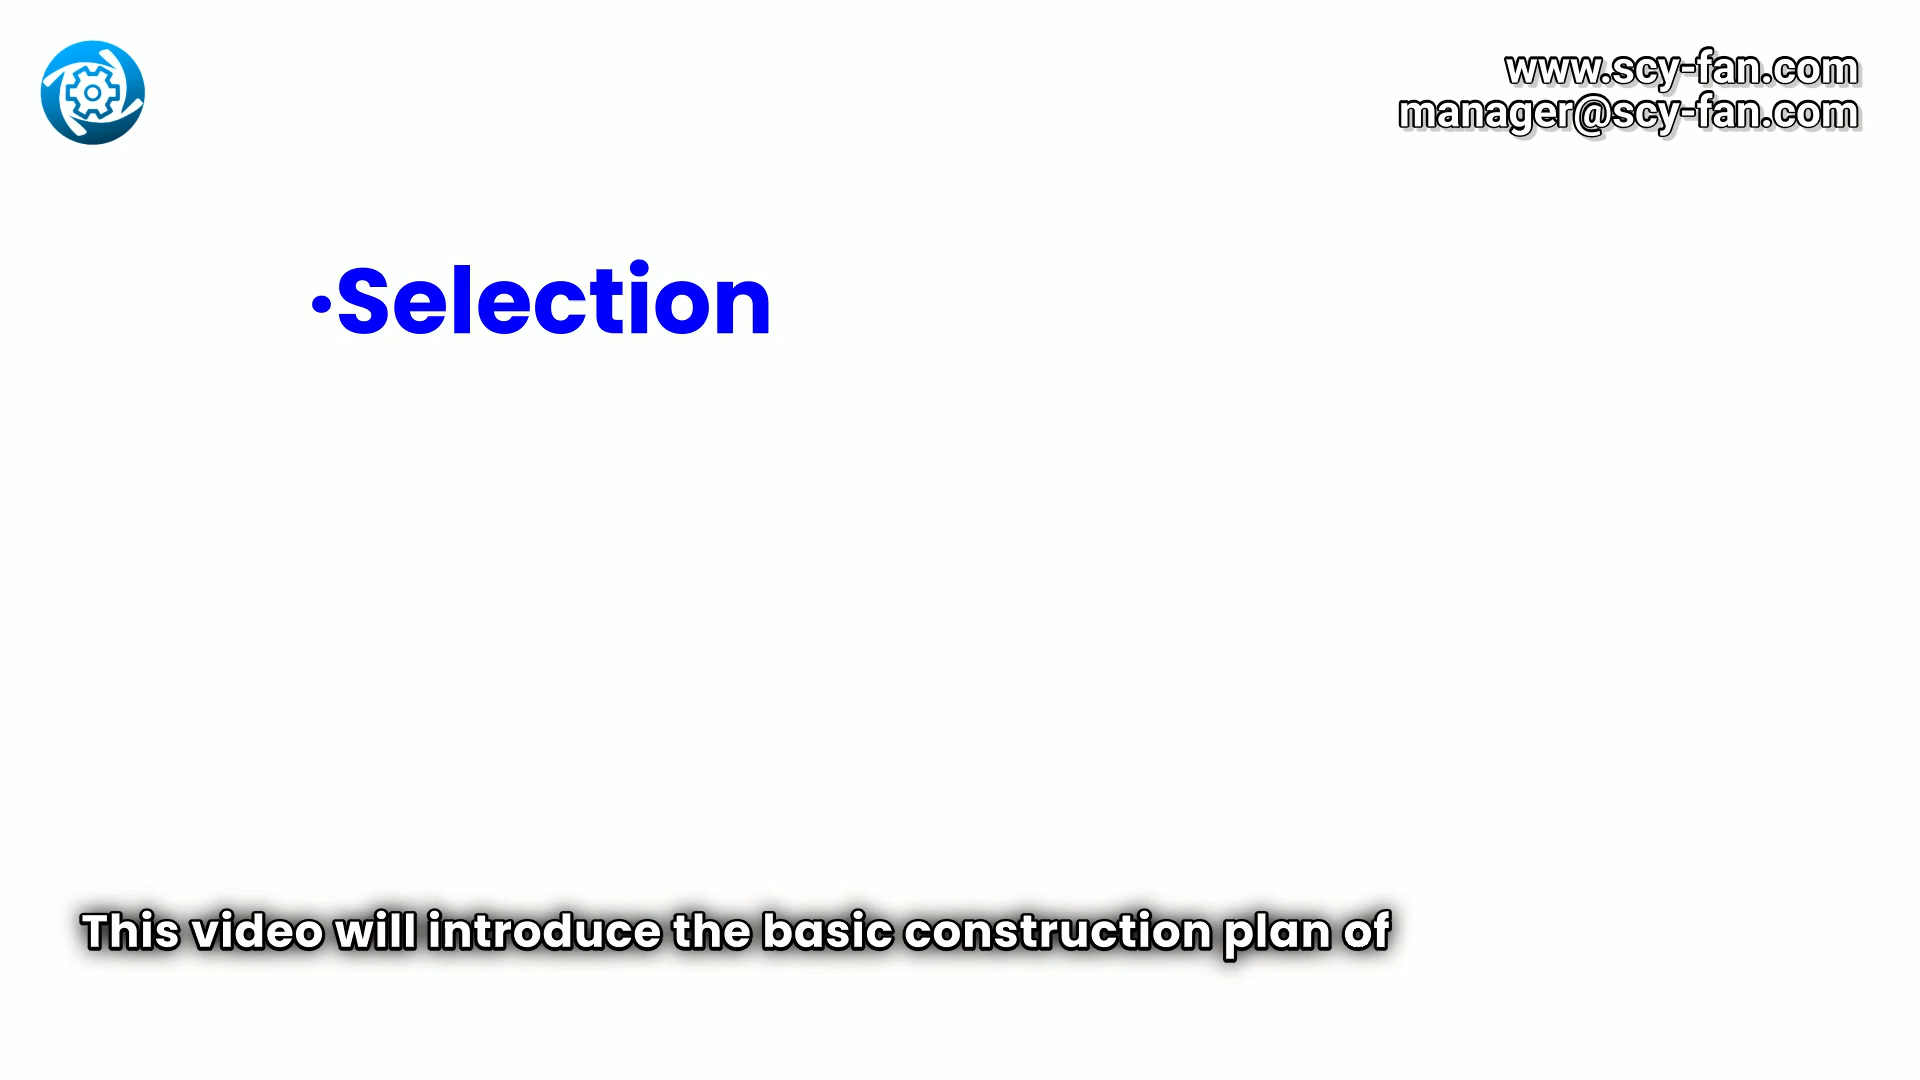 www.scy-fan.com
manager@scy-fan.com
·Selection
This video will introduce the basic construction plan of